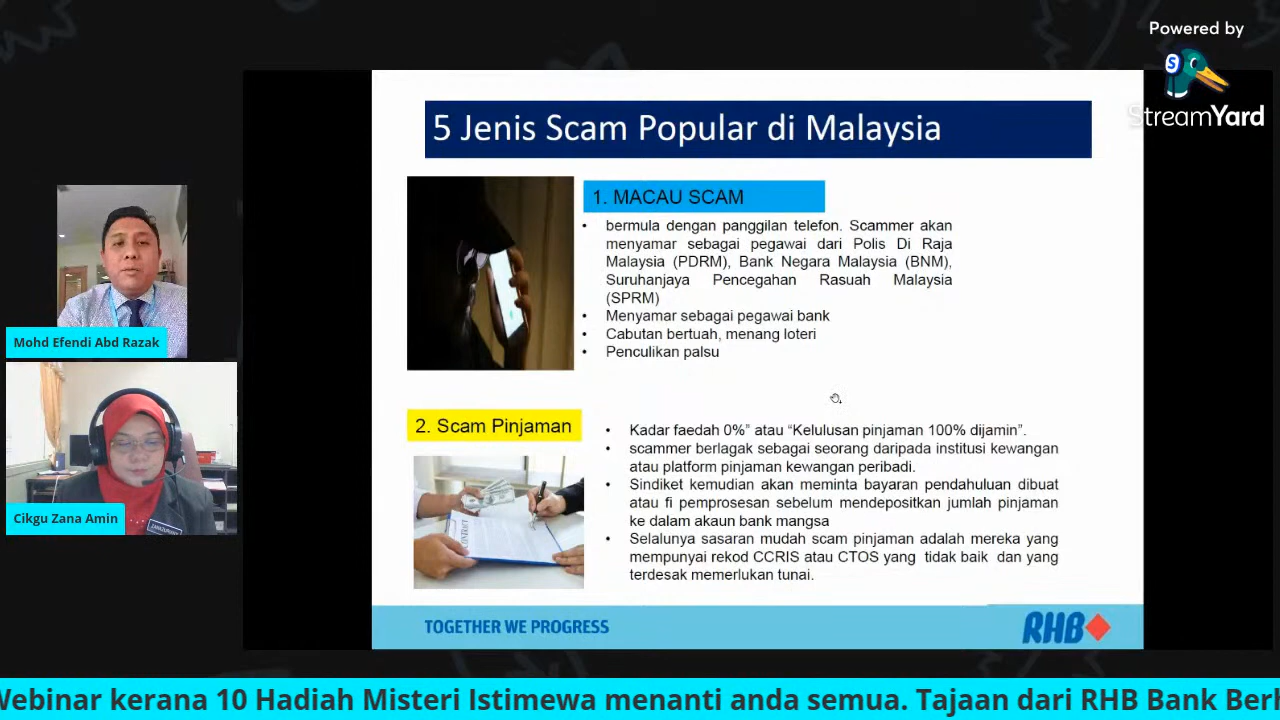 Powered by
StreamYard
5 Jenis Scam Popular di Malaysia
1. MACAU SCAM
• bermula dengan panggilan telefon. Scammer akan
menyamar sebagai pegawai dari Polis Di Raja
Malaysia (PDRM), Bank Negara Malaysia (BNM),
Suruhanjaya Pencegahan Rasuah Malaysia
(SPRM)
• Menyamar sebagai pegawai bank
• Cabutan bertuah, menang loteri
• Penculikan palsu
2. Scam Pinjaman
• Kadar faedah 0%” atau “Kelulusan pinjaman 100% dijamin”.
• scammer berlagak sebagai seorang daripada institusi kewangan
atau platform pinjaman kewangan peribadi.
• Sindiket kemudian akan meminta bayaran pendahuluan dibuat
atau fi pemprosesan sebelum mendepositkan jumlah pinjaman
ke dalam akaun bank mangsa
• Selalunya sasaran mudah scam pinjaman adalah mereka yang
mempunyai rekod CCRIS atau CTOS yang tidak baik dan yang
terdesak memerlukan tunai.
CONTRACT
TOGETHER WE PROGRESS
RHB
Mohd Efendi Abd Razak
Cikgu Zana Amin
Webinar kerana 10 Hadiah Misteri Istimewa menanti anda semua. Tajaan dari RHB Bank Berh